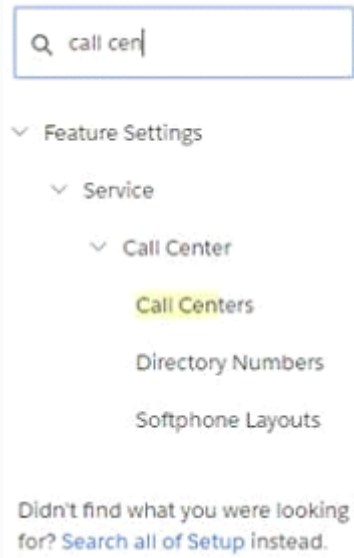 call cen
Feature Settings
Service
Call Center
Call Centers
Directory Numbers
Softphone Layouts
Didn't find what you were looking
for? Search all of Setup instead.